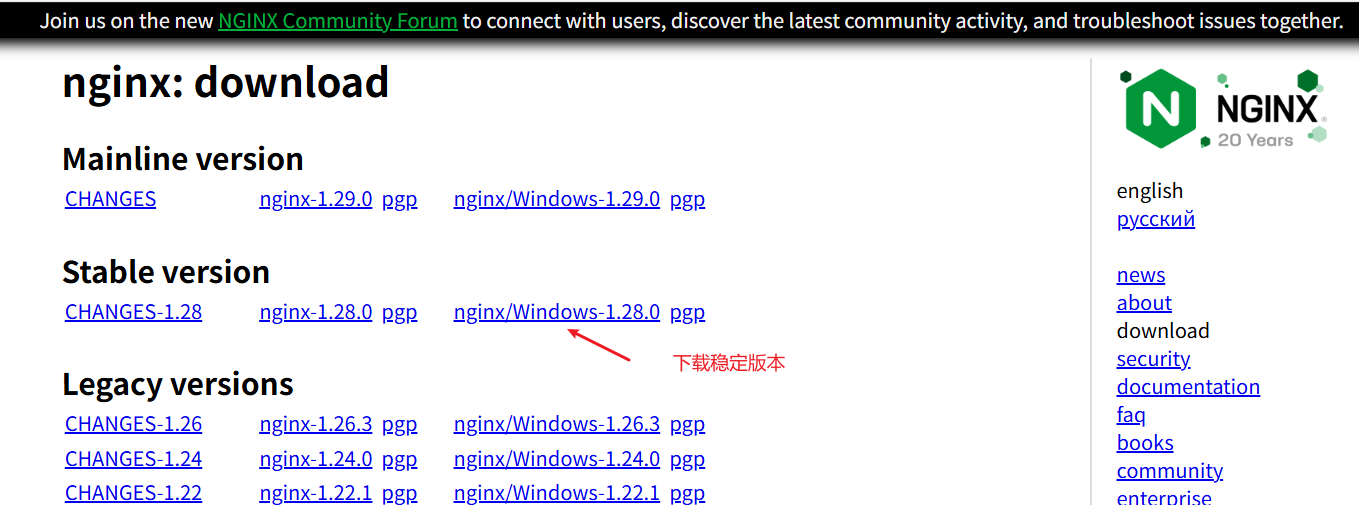 Join us on the new NGINX Community Forum to connect with users, discover the latest community activity, and troubleshoot issues together.
nginx: download
Mainline version
CHANGES nginx-1.29.0 pgp nginx/Windows-1.29.0 pgp
Stable version
CHANGES-1.28 nginx-1.28.0 pgp nginx/Windows-1.28.0 pgp
下载稳定版本
Legacy versions
CHANGES-1.26 nginx-1.26.3 pgp nginx/Windows-1.26.3 pgp
CHANGES-1.24 nginx-1.24.0 pgp nginx/Windows-1.24.0 pgp
CHANGES-1.22 nginx-1.22.1 pgp nginx/Windows-1.22.1 pgp
N NGINX®
20 Years
english
русский
news
about
download
security
documentation
faq
books
community
enterprise